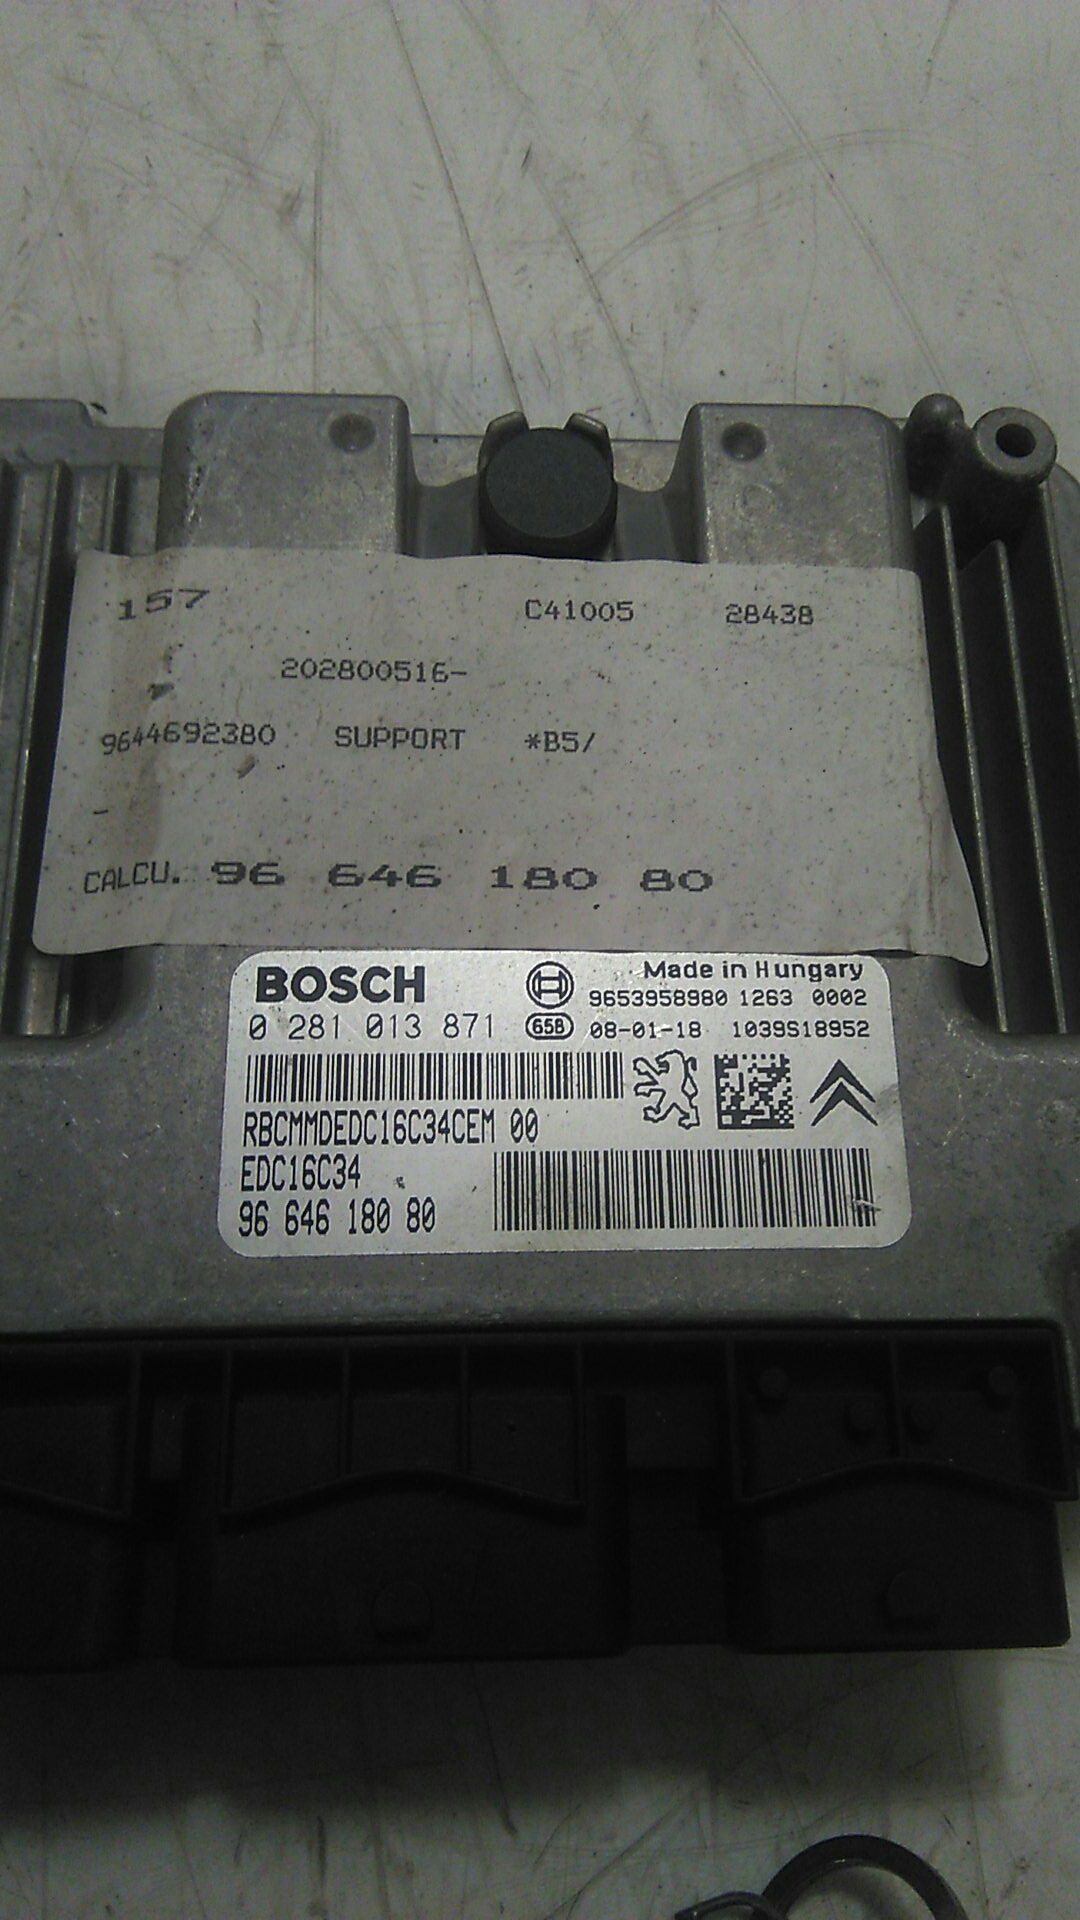 157 C41005 28438
202800516-
9644692380 SUPPORT *B5/
-
CALCU. 96 646 180 80
BOSCH Made in Hungary
9653958980 1263 0002
0 281 013 871 658 08-01-18 1039S18952
RBCMMDEDC16C34CEM 00
EDC16C34
96 646 180 80